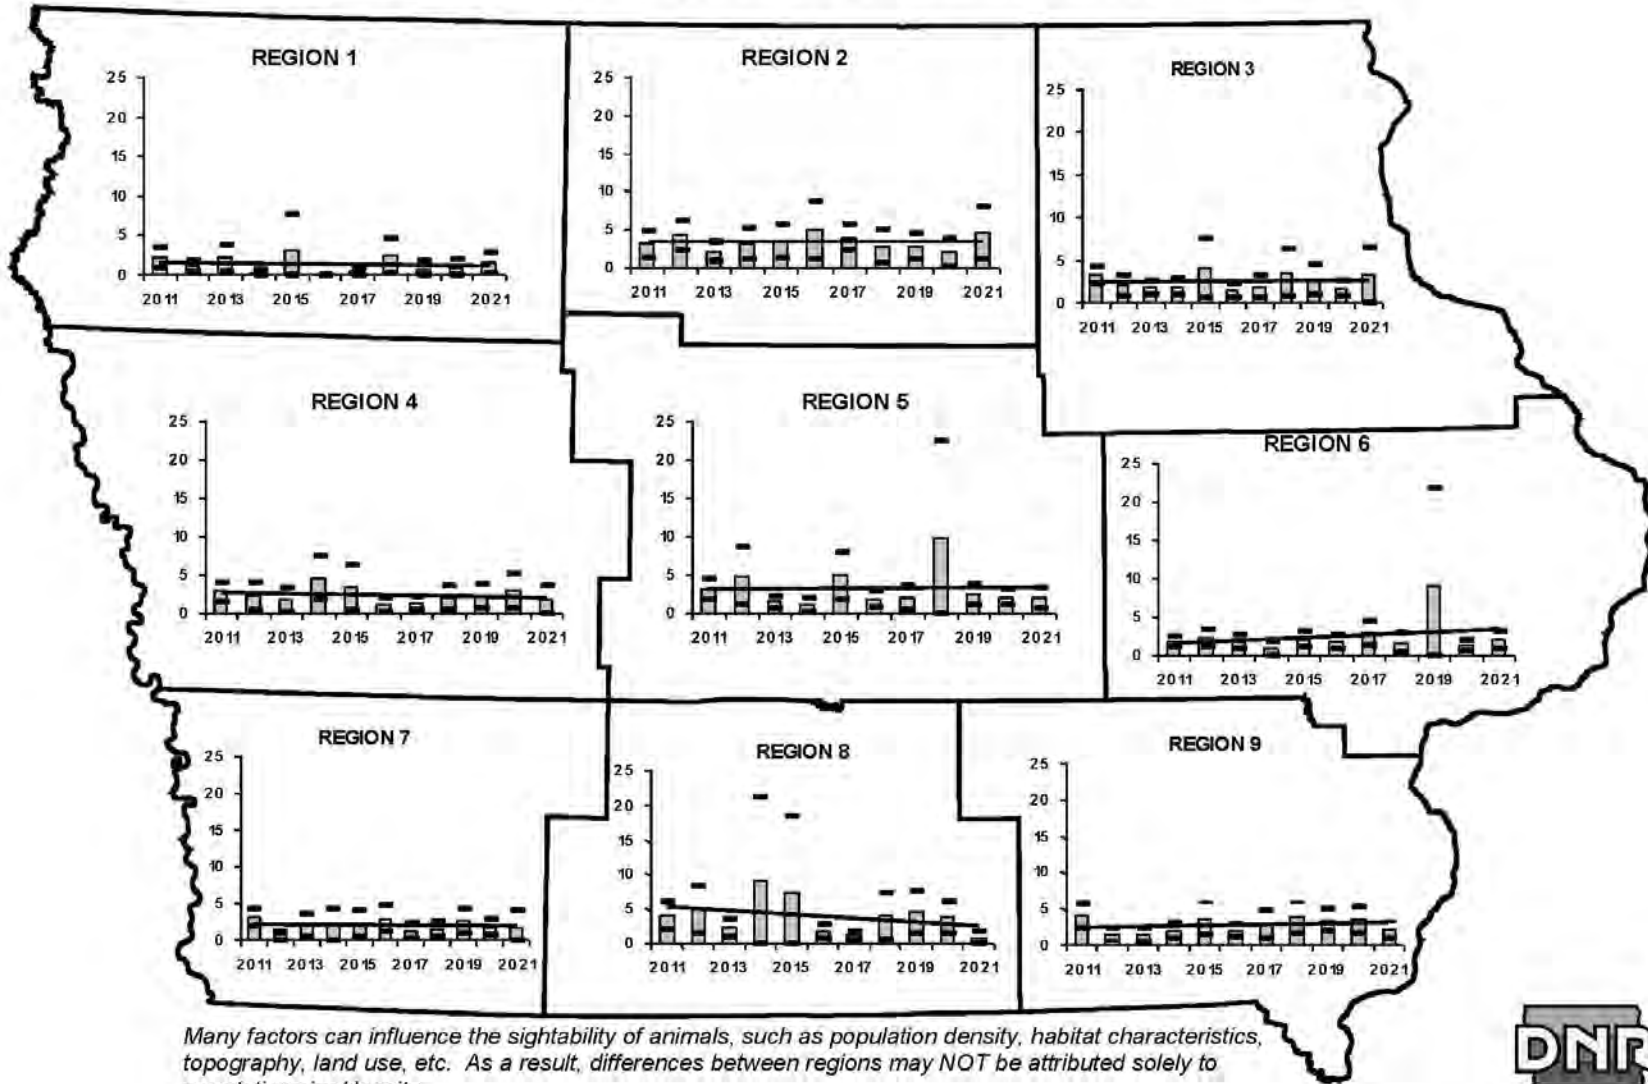 REGION 1
25
20
15
10
5
0
2011 2013 2015 2017 2019 2021
REGION 2
25
20
15
10
5
0
2011 2013 2015 2017 2019 2021
REGION 3
25
20
15
10
5
0
2011 2013 2015 2017 2019 2021
REGION 4
25
20
15
10
5
0
2011 2013 2015 2017 2019 2021
REGION 5
25
20
15
10
5
0
2011 2013 2015 2017 2019 2021
REGION 6
25
20
15
10
5
0
2011 2013 2015 2017 2019 2021
REGION 7
25
20
15
10
5
0
2011 2013 2015 2017 2019 2021
REGION 8
25
20
15
10
5
0
2011 2013 2015 2017 2019 2021
REGION 9
25
20
15
10
5
0
2011 2013 2015 2017 2019 2021
Many factors can influence the sightability of animals, such as population density, habitat characteristics,
topography, land use, etc. As a result, differences between regions may NOT be attributed solely to
DNR